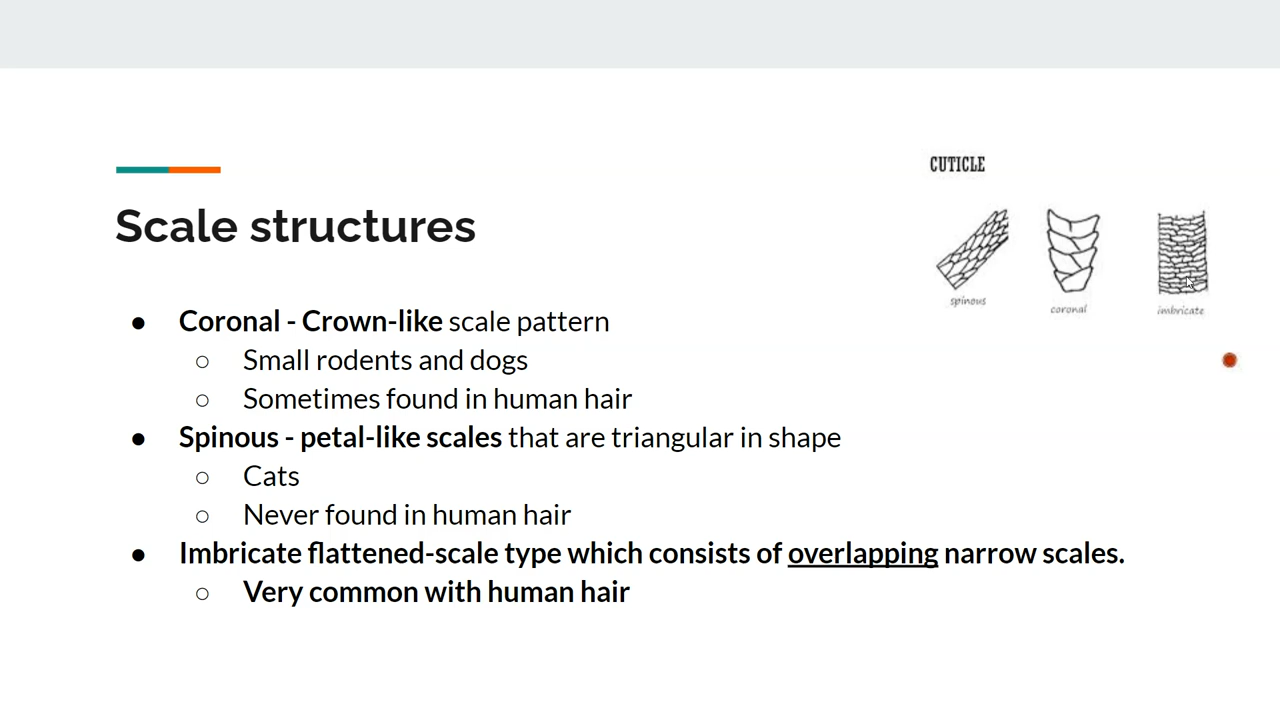 CUTICLE
Scale structures
spinous
coronal
imbricate
● Coronal - Crown-like scale pattern
○ Small rodents and dogs
○ Sometimes found in human hair
● Spinous - petal-like scales that are triangular in shape
○ Cats
○ Never found in human hair
● Imbricate flattened-scale type which consists of overlapping narrow scales.
○ Very common with human hair